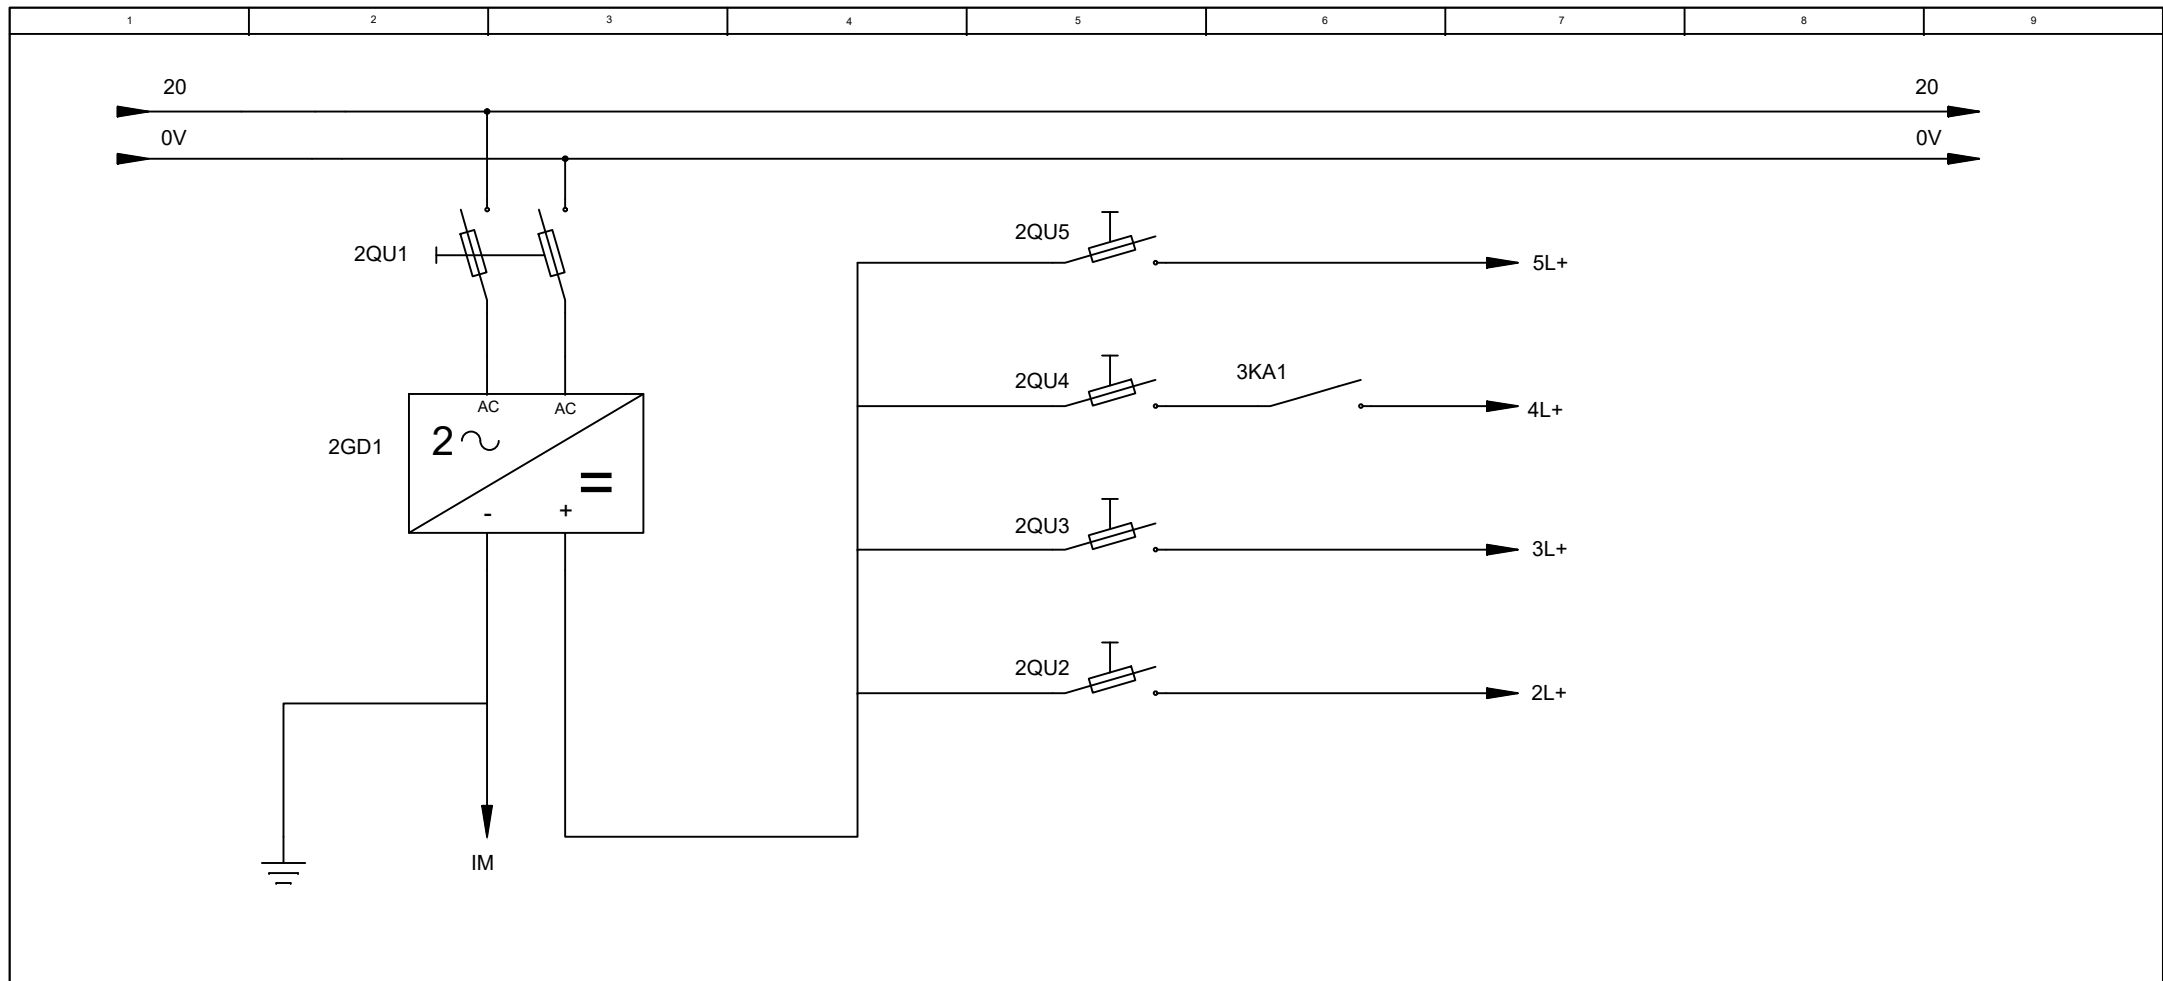 1 2 3 4 5 6 7 8 9
20 20
0V 0V
2QU1
2QU5 5L+
2QU4 3KA1 4L+
AC AC
2GD1 2
=
- +
2QU3 3L+
2QU2 2L+
IM